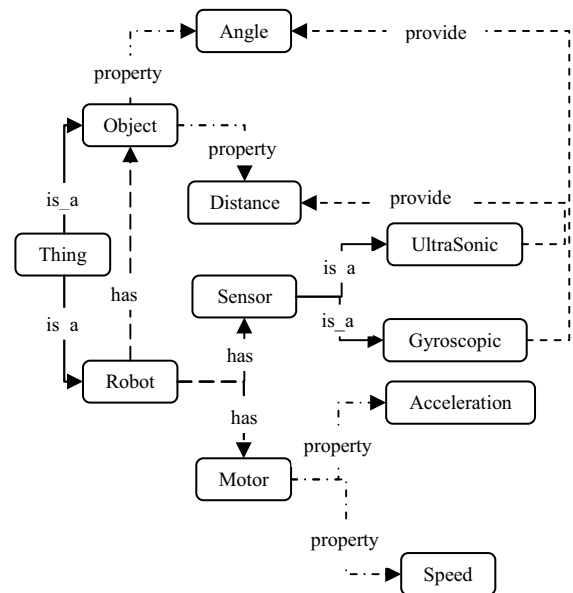 Angle
provide
property
Object
property
Distance
provide
is_a
Thing
UltraSonic
is_a
Sensor
has
is_a
is_a
Gyroscopic
has
Robot
Acceleration
has
property
Motor
property
Speed